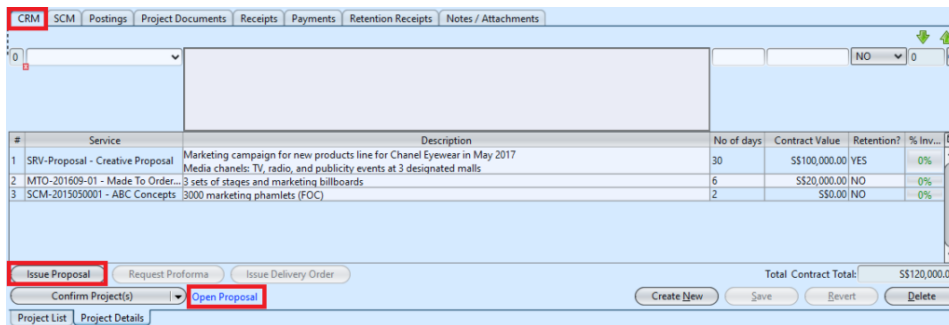 CRM SCM Postings Project Documents Receipts Payments Retention Receipts Notes / Attachments
0 NO 0
# Service Description No of days Contract Value Retention? % Inv...
1 SRV-Proposal - Creative Proposal Marketing campaign for new products line for Chanel Eyewear in May 2017 30 S$100,000.00 YES 0%
Media chanels: TV, radio, and publicity events at 3 designated malls
2 MTO-201609-01 - Made To Order... 3 sets of stages and marketing billboards 6 S$20,000.00 NO 0%
3 SCM-2015050001 - ABC Concepts 3000 marketing phamlets (FOC) 2 S$0.00 NO 0%
Issue Proposal Request Proforma Issue Delivery Order Total Contract Total: S$120,000.0
Confirm Project(s) Open Proposal Create New Save Revert Delete
Project List Project Details